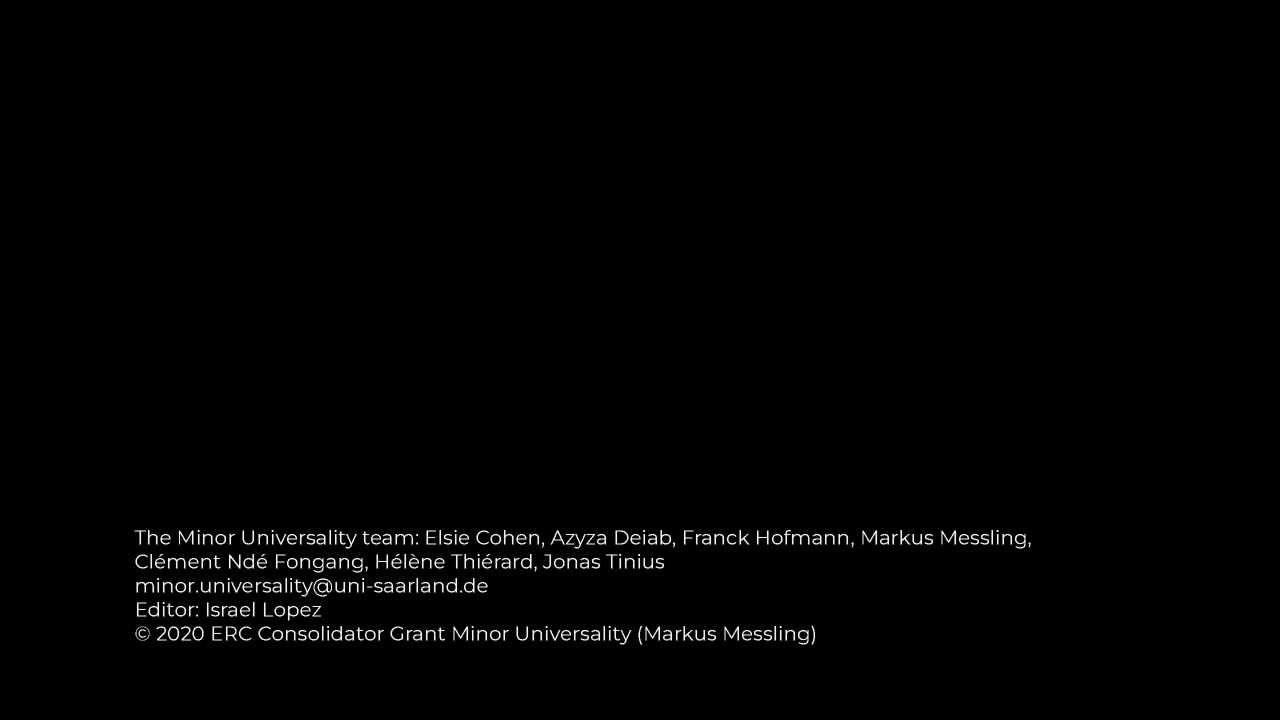 The Minor Universality team: Elsie Cohen, Azyza Deiab, Franck Hofmann, Markus Messling,
Clément Ndé Fongang, Hélène Thiérard, Jonas Tinius
minor.universality@uni-saarland.de
Editor: Israel Lopez
© 2020 ERC Consolidator Grant Minor Universality (Markus Messling)